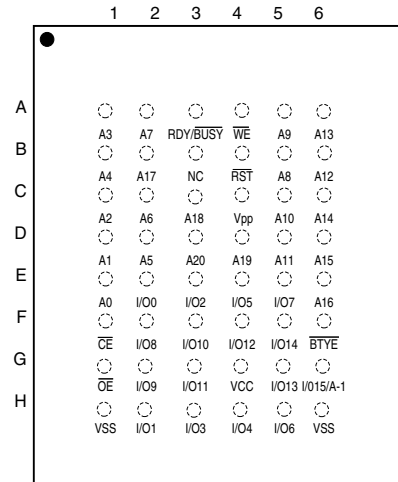 1 2 3 4 5 6
A
A3 A7 RDY/BUSY WE A9 A13
B
A4 A17 NC RST A8 A12
C
A2 A6 A18 Vpp A10 A14
D
A1 A5 A20 A19 A11 A15
E
A0 I/O0 I/O2 I/O5 I/O7 A16
F
CE I/O8 I/O10 I/O12 I/O14 BTYE
G
OE I/O9 I/O11 VCC I/O13 I/015/A-1
H
VSS I/O1 I/O3 I/O4 I/O6 VSS